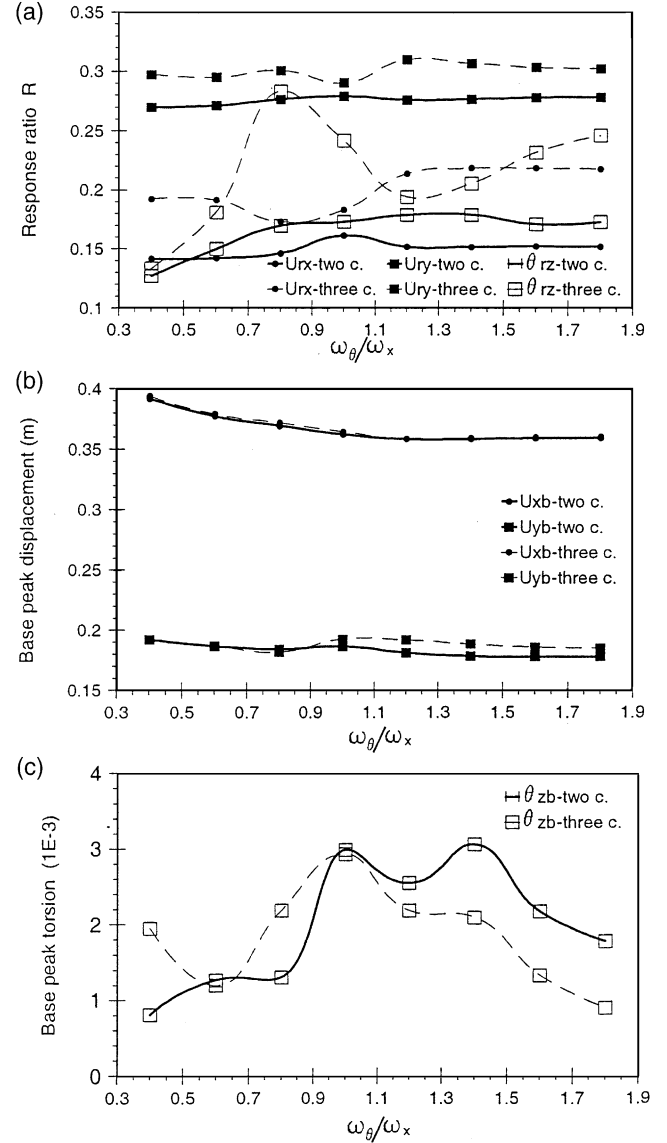 (a)
0.35
0.3
0.25
0.2
0.15
0.1
Response ratio R
Urx-two c. Ury-two c. θ rz-two c.
Urx-three c. Ury-three c. θ rz-three c.
0.3 0.5 0.7 0.9 1.1 1.3 1.5 1.7 1.9
ωθ/ωx
(b)
0.4
0.35
0.3
0.25
0.2
0.15
Base peak displacement (m)
Uxb-two c.
Uyb-two c.
Uxb-three c.
Uyb-three c.
0.3 0.5 0.7 0.9 1.1 1.3 1.5 1.7 1.9
ωθ/ωx
(c)
4
3
2
1
0
Base peak torsion (1E-3)
θ zb-two c.
θ zb-three c.
0.3 0.5 0.7 0.9 1.1 1.3 1.5 1.7 1.9
ωθ/ωx